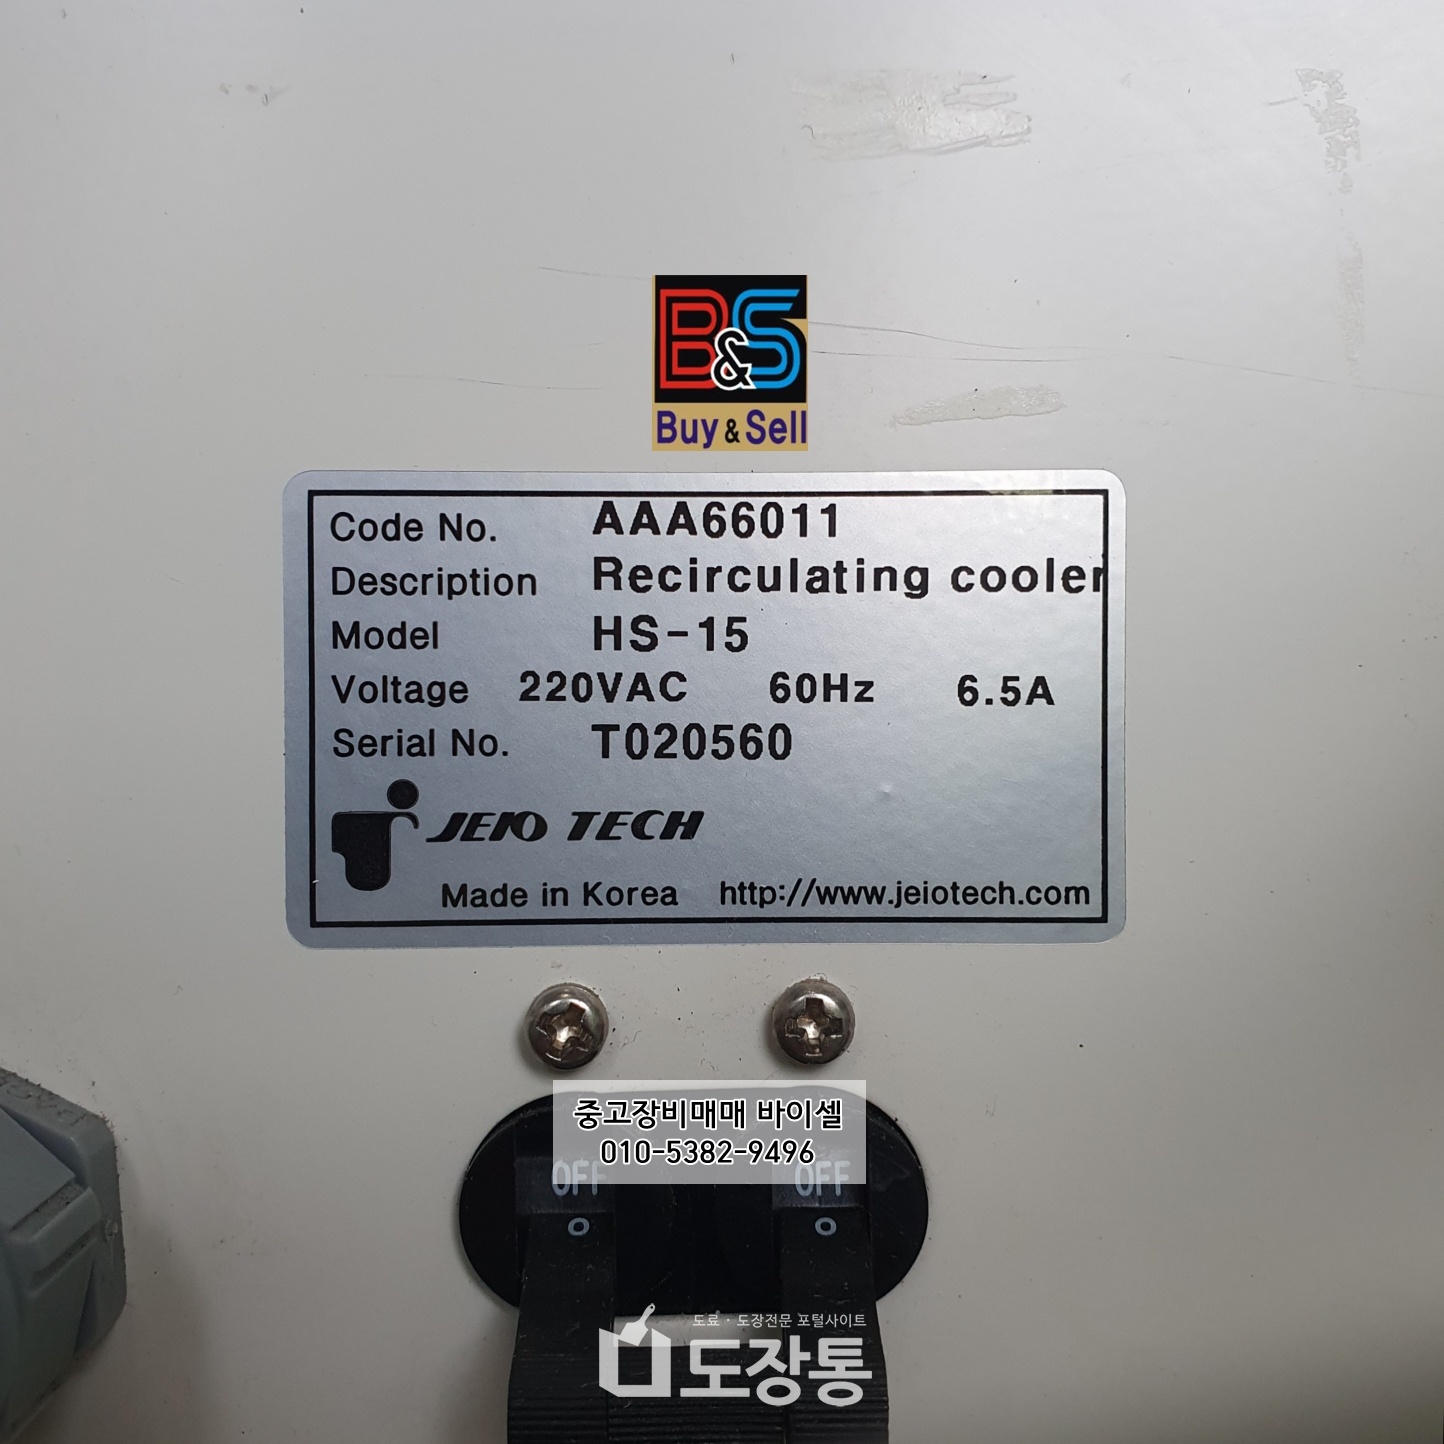 B&S
Buy & Sell
Code No. AAA66011
Description Recirculating cooler
Model HS-15
Voltage 220VAC 60Hz 6.5A
Serial No. T020560
JEIO TECH
Made in Korea http://www.jeiotech.com
중고장비매매 바이셀
010-5382-9496
OFF OFF
도료 · 도장전문 포털사이트
도장통